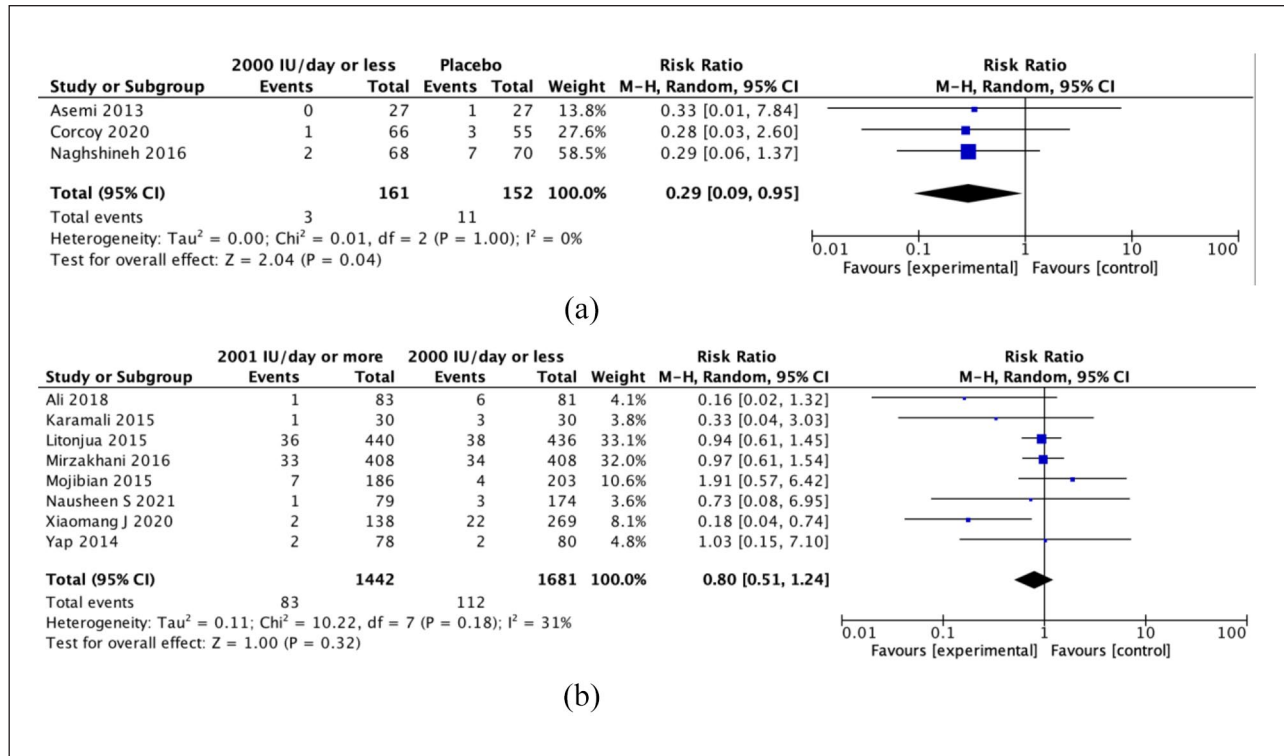 2000 IU/day or less Placebo Risk Ratio Risk Ratio
Study or Subgroup Events Total Events Total Weight M-H, Random, 95% CI M-H, Random, 95% CI
Asemi 2013 0 27 1 27 13.8% 0.33 [0.01, 7.84]
Corcoy 2020 1 66 3 55 27.6% 0.28 [0.03, 2.60]
Naghshineh 2016 2 68 7 70 58.5% 0.29 [0.06, 1.37]
Total (95% CI) 161 152 100.0% 0.29 [0.09, 0.95]
Total events 3 11
Heterogeneity: Tau² = 0.00; Chi² = 0.01, df = 2 (P = 1.00); I² = 0%
Test for overall effect: Z = 2.04 (P = 0.04)
0.01 0.1 1 10 100
Favours [experimental] Favours [control]
(a)
2001 IU/day or more 2000 IU/day or less Risk Ratio Risk Ratio
Study or Subgroup Events Total Events Total Weight M-H, Random, 95% CI M-H, Random, 95% CI
Ali 2018 1 83 6 81 4.1% 0.16 [0.02, 1.32]
Karamali 2015 1 30 3 30 3.8% 0.33 [0.04, 3.03]
Litonjua 2015 36 440 38 436 33.1% 0.94 [0.61, 1.45]
Mirzakhani 2016 33 408 34 408 32.0% 0.97 [0.61, 1.54]
Mojibian 2015 7 186 4 203 10.6% 1.91 [0.57, 6.42]
Nausheen S 2021 1 79 3 174 3.6% 0.73 [0.08, 6.95]
Xiaomang J 2020 2 138 22 269 8.1% 0.18 [0.04, 0.74]
Yap 2014 2 78 2 80 4.8% 1.03 [0.15, 7.10]
Total (95% CI) 1442 1681 100.0% 0.80 [0.51, 1.24]
Total events 83 112
Heterogeneity: Tau² = 0.11; Chi² = 10.22, df = 7 (P = 0.18); I² = 31%
Test for overall effect: Z = 1.00 (P = 0.32)
0.01 0.1 1 10 100
Favours [experimental] Favours [control]
(b)